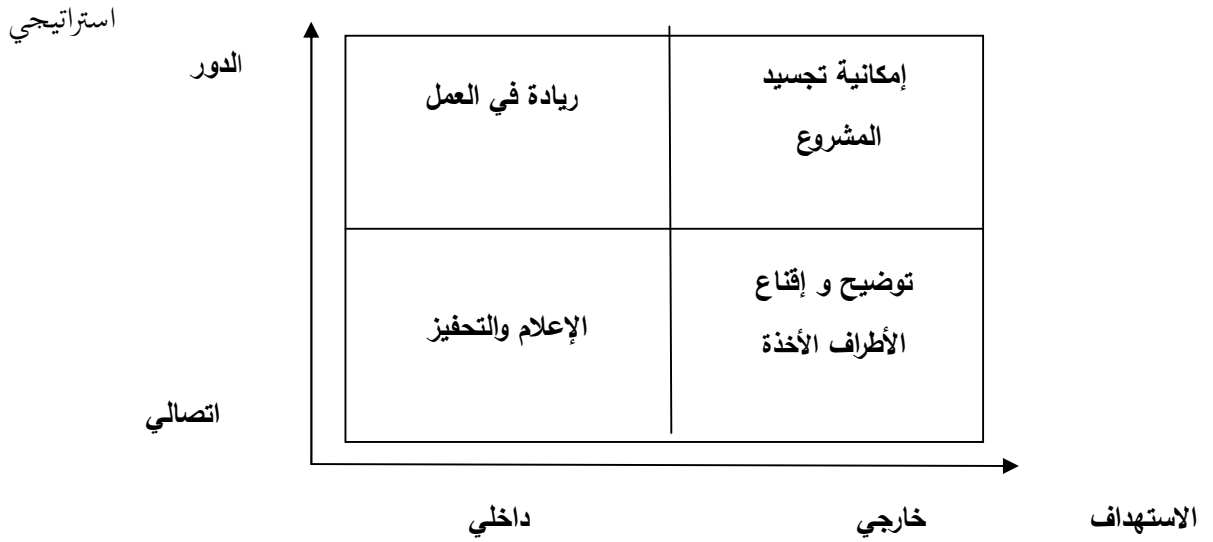 استراتيجي
الدور
ريادة في العمل
إمكانية تجسيد
المشروع
الإعلام والتحفيز
توضيح و إقناع
الأطراف الأخذة
اتصالي
داخلي
خارجي
الاستهداف